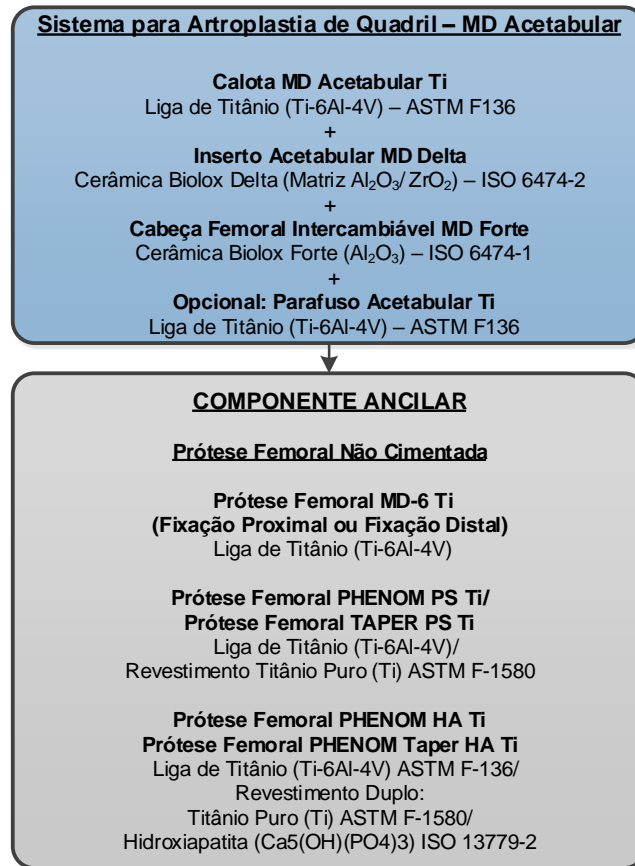 Sistema para Artroplastia de Quadril – MD Acetabular
Calota MD Acetabular Ti
Liga de Titânio (Ti-6Al-4V) – ASTM F136
+
Inserto Acetabular MD Delta
Cerâmica Biolox Delta (Matriz Al₂O₃/ ZrO₂) – ISO 6474-2
+
Cabeça Femoral Intercambiável MD Forte
Cerâmica Biolox Forte (Al₂O₃) – ISO 6474-1
+
Opcional: Parafuso Acetabular Ti
Liga de Titânio (Ti-6Al-4V) – ASTM F136
COMPONENTE ANCILAR
Prótese Femoral Não Cimentada
Prótese Femoral MD-6 Ti
(Fixação Proximal ou Fixação Distal)
Liga de Titânio (Ti-6Al-4V)
Prótese Femoral PHENOM PS Ti/
Prótese Femoral TAPER PS Ti
Liga de Titânio (Ti-6Al-4V)/
Revestimento Titânio Puro (Ti) ASTM F-1580
Prótese Femoral PHENOM HA Ti
Prótese Femoral PHENOM Taper HA Ti
Liga de Titânio (Ti-6Al-4V) ASTM F-136/
Revestimento Duplo:
Titânio Puro (Ti) ASTM F-1580/
Hidroxiapatita (Ca5(OH)(PO4)3) ISO 13779-2